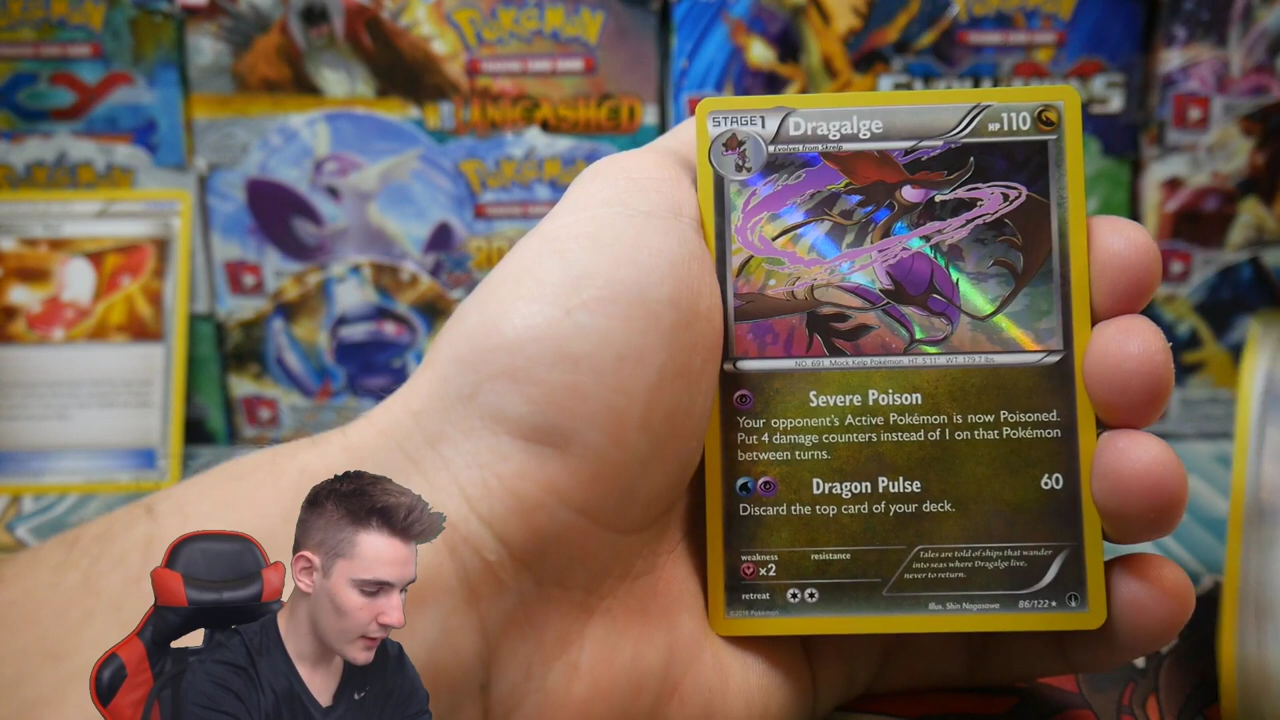 Pokémon
Pokémon
UNLEASHED
Pokémon
STAGE1
Dragalge
HP110
Evolves from Skrelp
NO. 691 Mock Kelp Pokémon HT: 5'11" WT: 179.7 lbs
Severe Poison
Your opponent's Active Pokémon is now Poisoned.
Put 4 damage counters instead of 1 on that Pokémon
between turns.
Dragon Pulse 60
Discard the top card of your deck.
weakness resistance
×2
Tales are told of ships that wander
into seas where Dragalge live,
never to return.
retreat
Illus. Shin Nagasawa 86/122
©2016 Pokémon